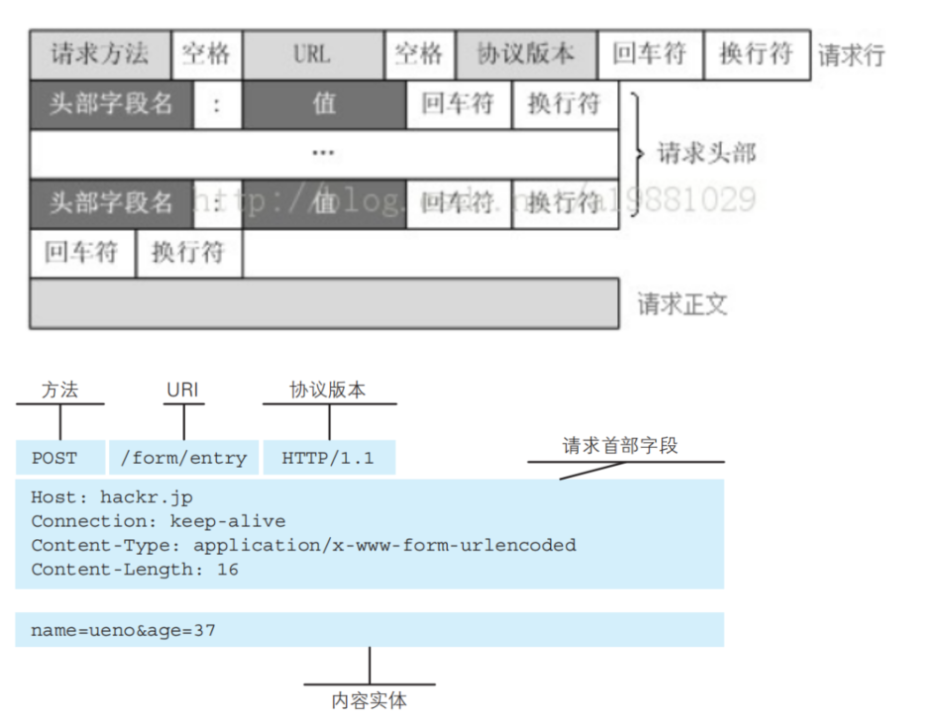 请求方法 空格 URL 空格 协议版本 回车符 换行符 请求行
头部字段名 : 值 回车符 换行符
... 请求头部
头部字段名 : 值 回车符 换行符
http://blog.csdn.net/a19881029
回车符 换行符
请求正文
方法 URI 协议版本
请求首部字段
POST /form/entry HTTP/1.1
Host: hackr.jp
Connection: keep-alive
Content-Type: application/x-www-form-urlencoded
Content-Length: 16
name=ueno&age=37
内容实体